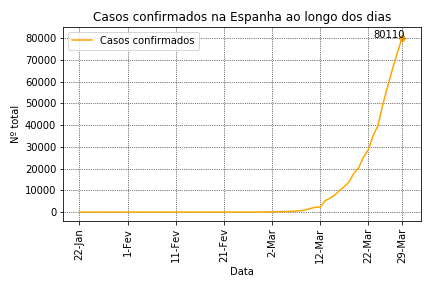 Casos confirmados na Espanha ao longo dos dias
Casos confirmados
80110
Nº total
80000
70000
60000
50000
40000
30000
20000
10000
0
22-Jan
1-Fev
11-Fev
21-Fev
2-Mar
12-Mar
22-Mar
29-Mar
Data